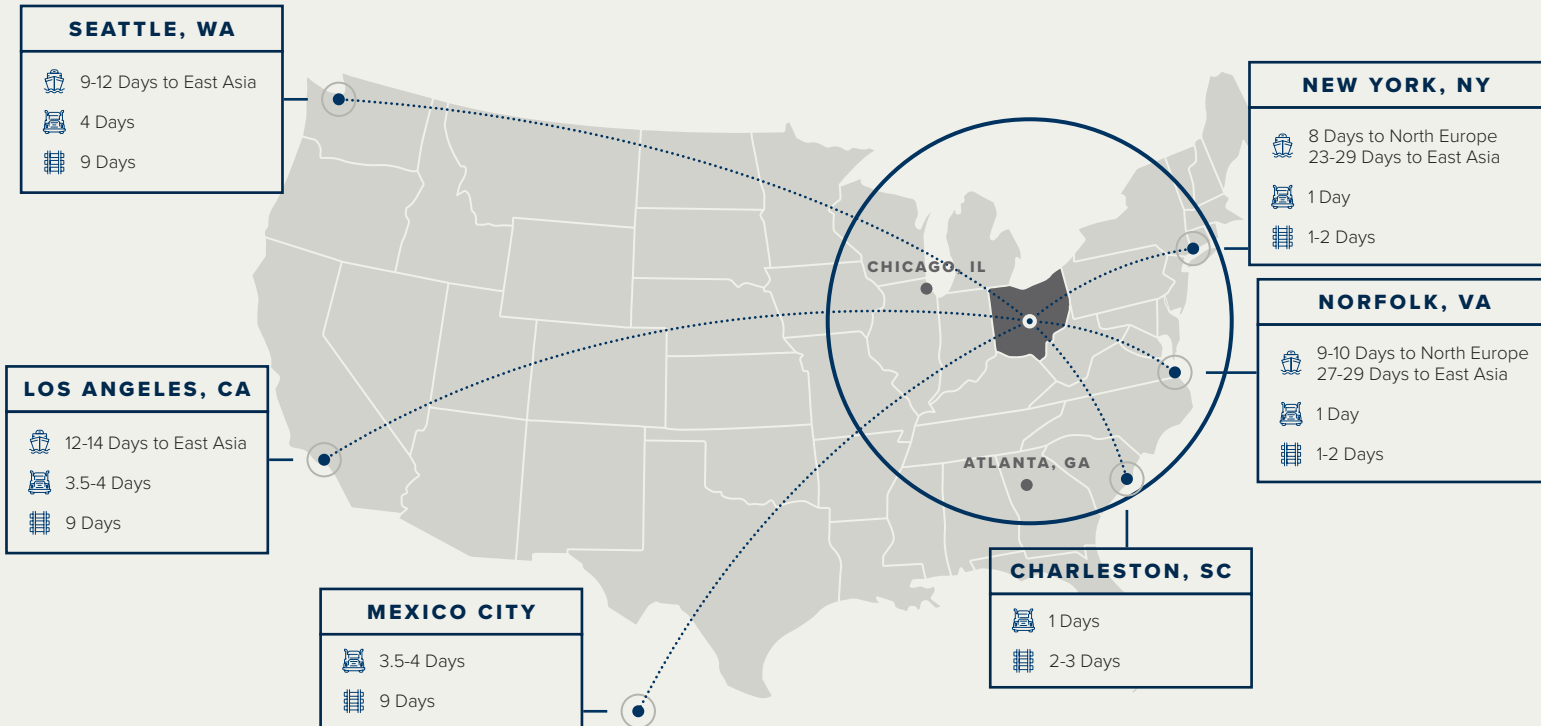 SEATTLE, WA
9-12 Days to East Asia
4 Days
9 Days
NEW YORK, NY
8 Days to North Europe
23-29 Days to East Asia
1 Day
1-2 Days
CHICAGO, IL
NORFOLK, VA
9-10 Days to North Europe
27-29 Days to East Asia
1 Day
1-2 Days
LOS ANGELES, CA
12-14 Days to East Asia
3.5-4 Days
9 Days
ATLANTA, GA
CHARLESTON, SC
1 Days
2-3 Days
MEXICO CITY
3.5-4 Days
9 Days